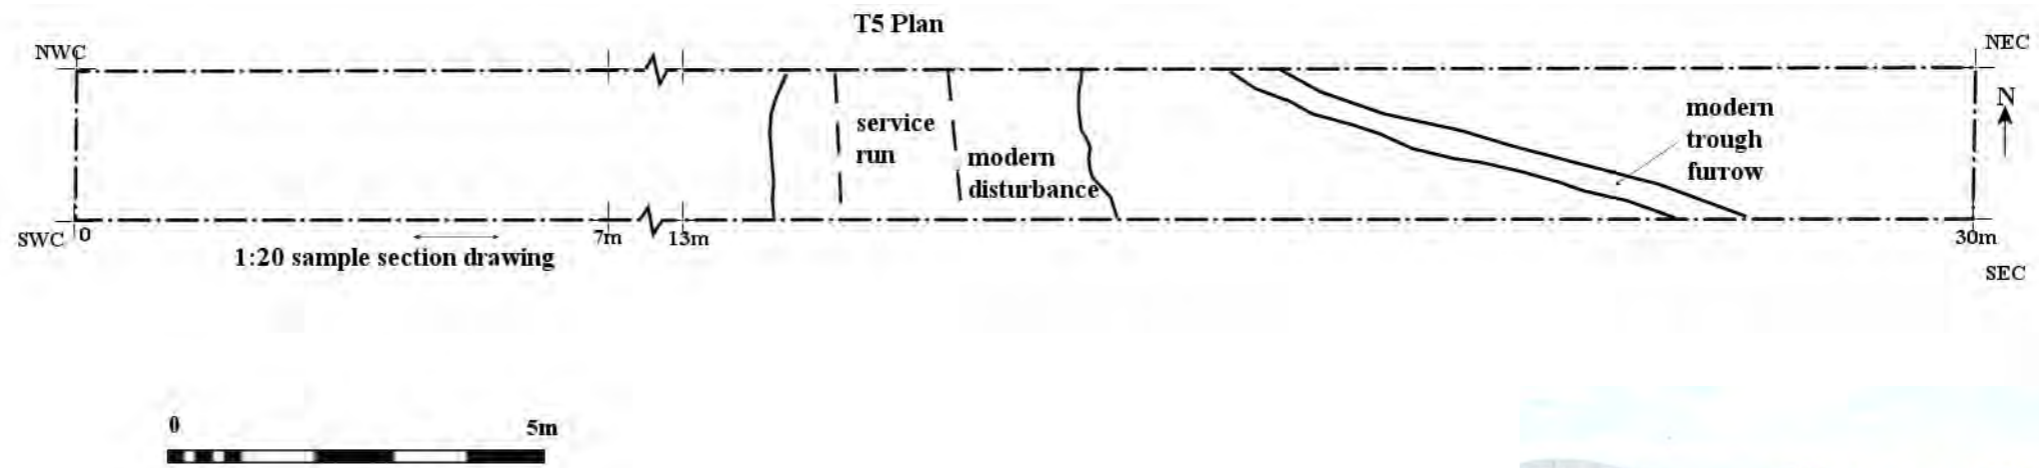 T5 Plan
NWC
NEC
N
service
run
modern
disturbance
modern
trough
furrow
SWC
0
7m
13m
30m
1:20 sample section drawing
SEC
0
5m